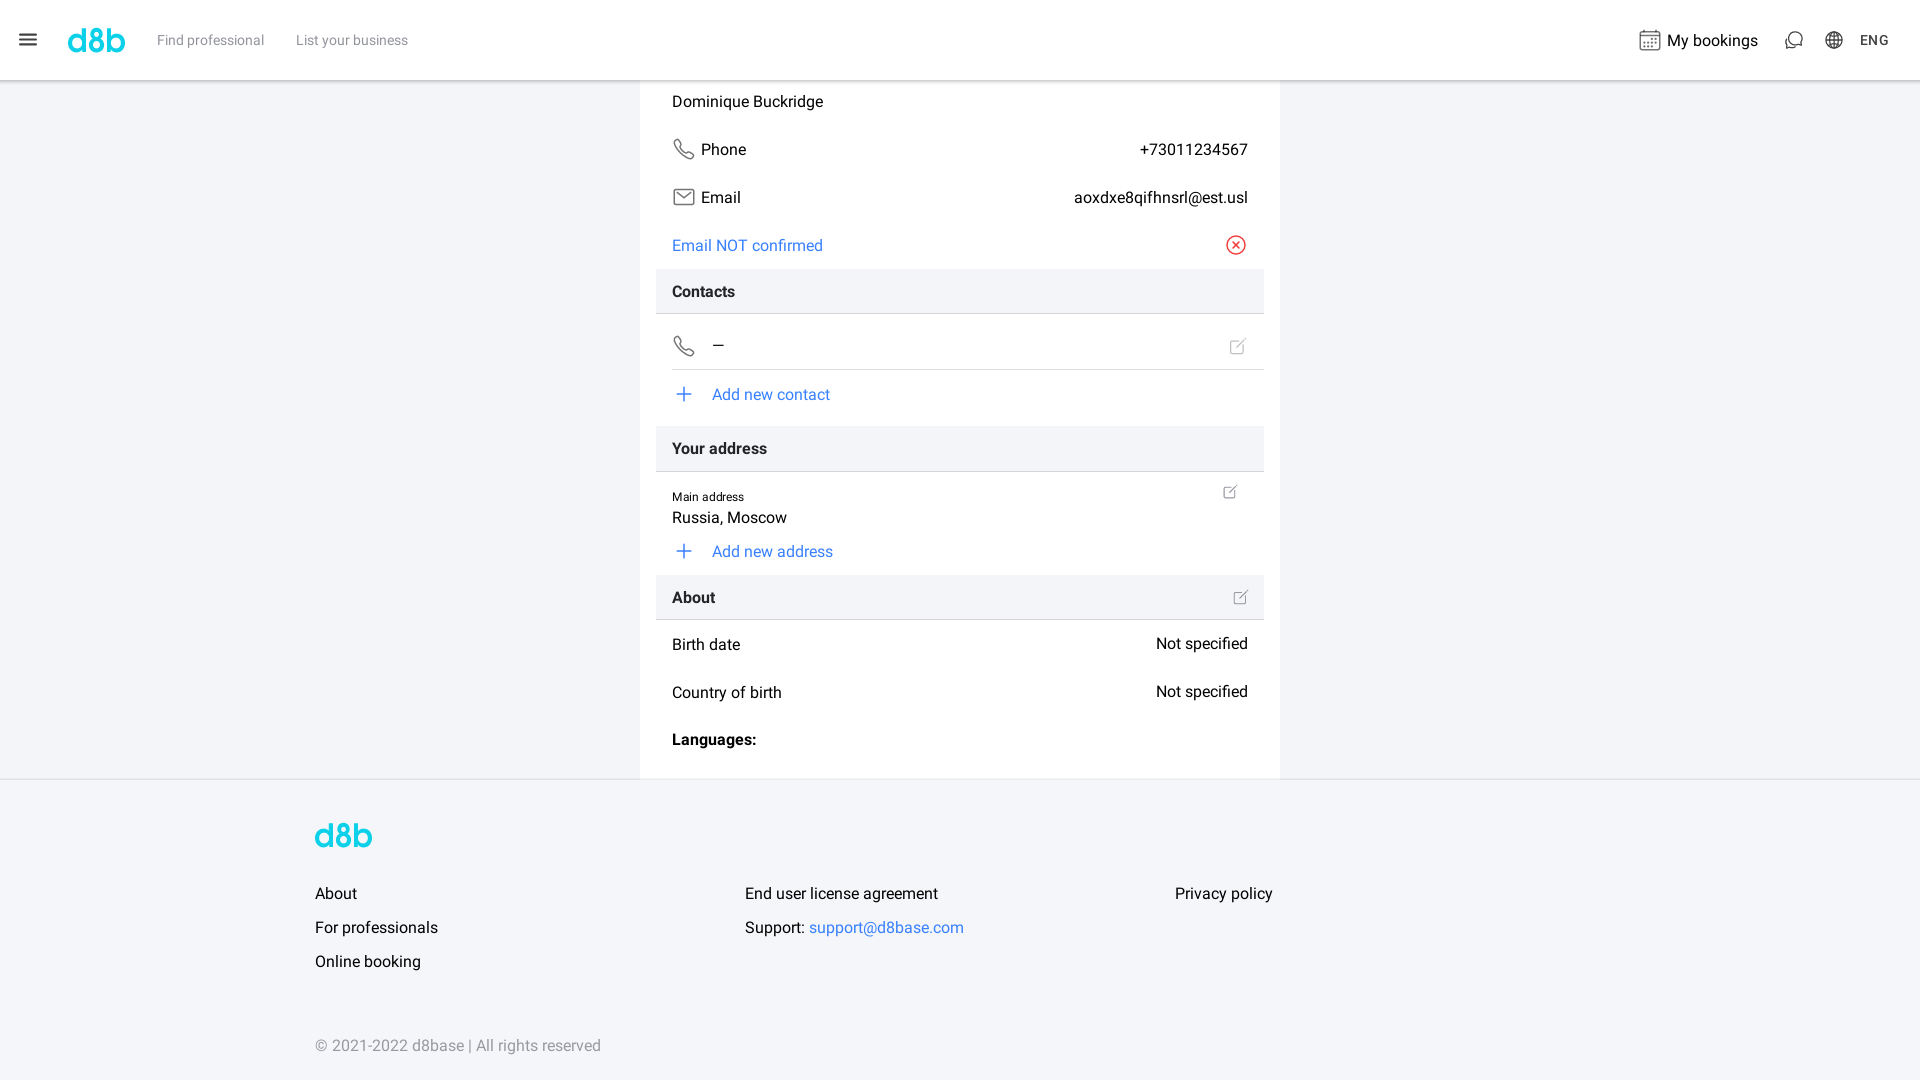 d8b
Find professional
List your business
My bookings
ENG
Dominique Buckridge
Phone
+73011234567
Email
aoxdxe8qifhnsrl@est.usl
Email NOT confirmed
Contacts
—
Add new contact
Your address
Main address
Russia, Moscow
Add new address
About
Birth date
Not specified
Country of birth
Not specified
Languages:
d8b
About
End user license agreement
Privacy policy
For professionals
Support: support@d8base.com
Online booking
© 2021-2022 d8base | All rights reserved